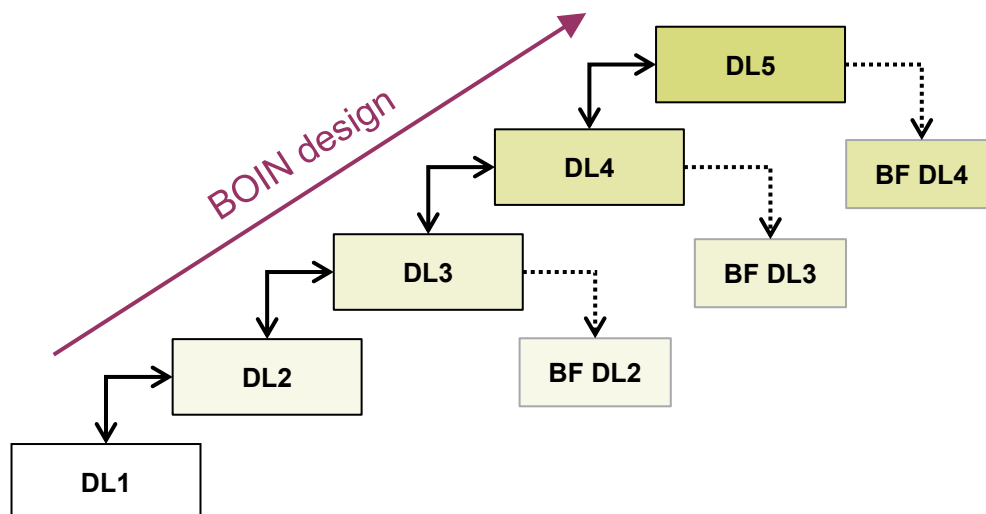 BOIN design
DL5
BF DL4
DL4
BF DL3
DL3
BF DL2
DL2
DL1